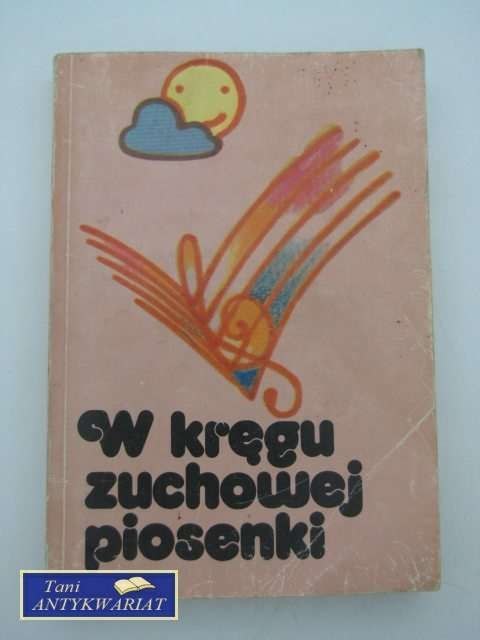 W kręgu
zuchowej
piosenki
Tani
ANTYKWARIAT